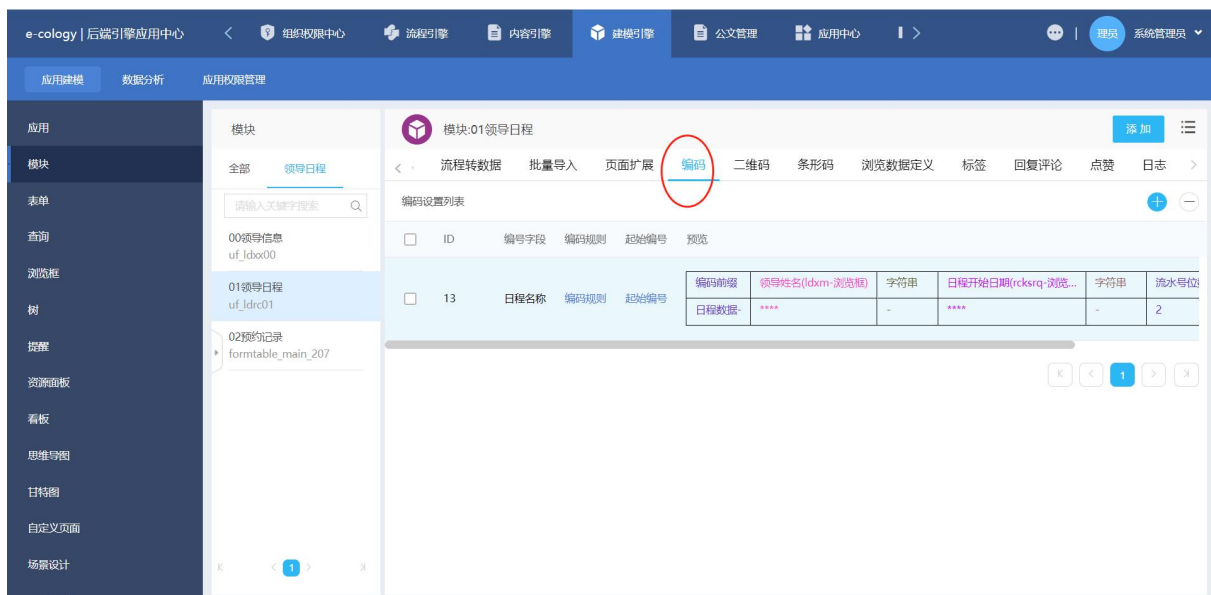 e-cology | 后端引擎应用中心 组织权限中心 流程引擎 内容引擎 建模引擎 公文管理 应用中心 理员 系统管理员
应用建模 数据分析 应用权限管理
应用
模块
表单
查询
浏览框
树
提醒
资源面板
看板
思维导图
甘特图
自定义页面
场景设计
模块
全部 领导日程
请输入关键字搜索
00领导信息
uf_ldxx00
01领导日程
uf_ldrc01
02预约记录
formtable_main_207
1
模块:01领导日程 添加
流程转数据 批量导入 页面扩展 编码 二维码 条形码 浏览数据定义 标签 回复评论 点赞 日志
编码设置列表
ID 编号字段 编码规则 起始编号 预览
编码前缀 领导姓名(ldxm-浏览框) 字符串 日程开始日期(rcksrq-浏览... 字符串 流水号位
13 日程名称 编码规则 起始编号
日程数据- **** - **** - 2
1